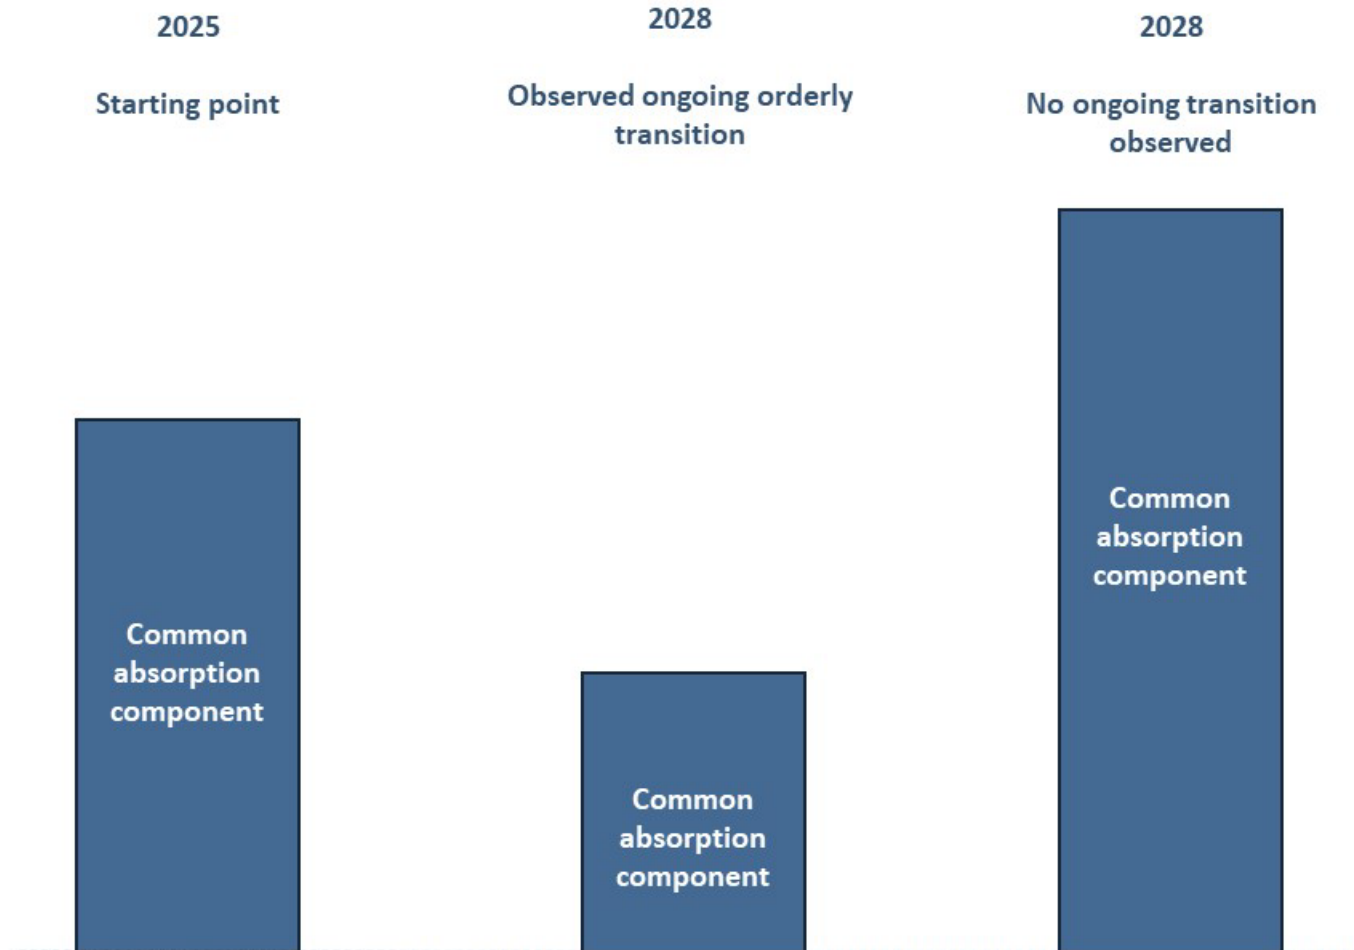 2025
Starting point
2028
Observed ongoing orderly
transition
2028
No ongoing transition
observed
Common
absorption
component
Common
absorption
component
Common
absorption
component